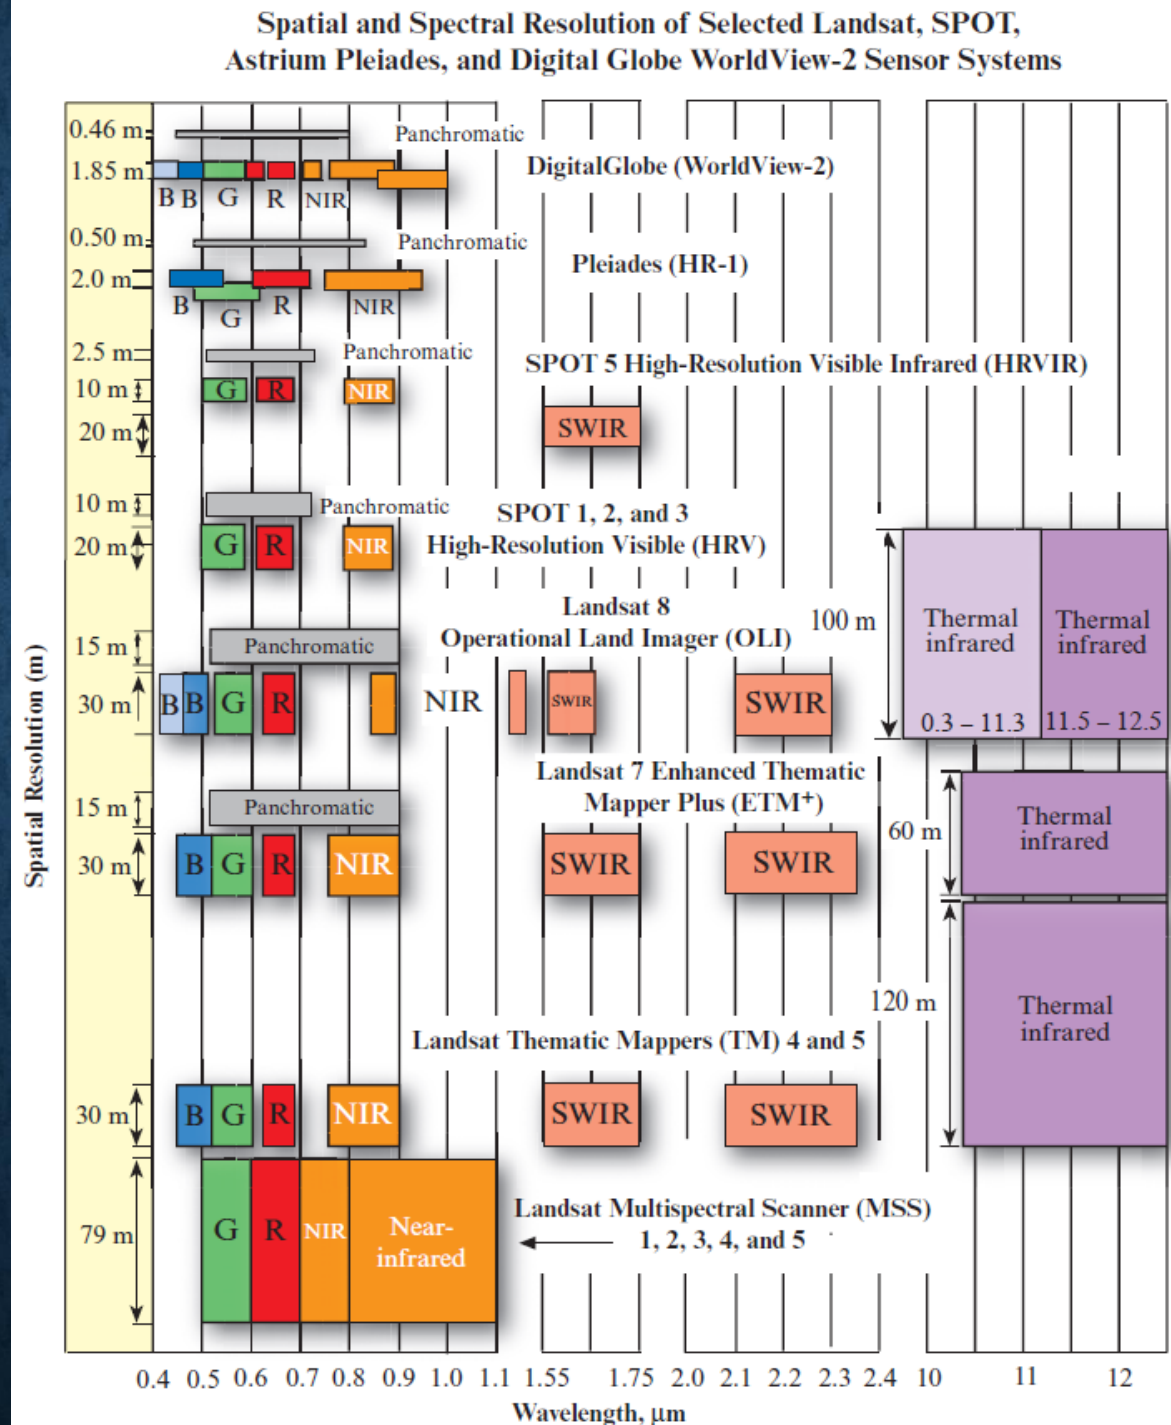 Spatial and Spectral Resolution of Selected Landsat, SPOT,
Astrium Pleiades, and Digital Globe WorldView-2 Sensor Systems
0.46 m
Panchromatic
1.85 m
DigitalGlobe (WorldView-2)
B B G R NIR
0.50 m
Panchromatic
Pleiades (HR-1)
2.0 m
B G R NIR
2.5 m
Panchromatic
SPOT 5 High-Resolution Visible Infrared (HRVIR)
10 m
G R NIR
20 m
SWIR
10 m
Panchromatic
SPOT 1, 2, and 3
High-Resolution Visible (HRV)
20 m
G R NIR
Landsat 8
Operational Land Imager (OLI)
15 m
Panchromatic
30 m
B B G R NIR SWIR SWIR
100 m
Thermal
infrared
0.3 – 11.3
Thermal
infrared
11.5 – 12.5
Landsat 7 Enhanced Thematic
Mapper Plus (ETM+)
15 m
Panchromatic
30 m
B G R NIR SWIR SWIR
60 m
Thermal
infrared
120 m
Thermal
infrared
Landsat Thematic Mappers (TM) 4 and 5
30 m
B G R NIR SWIR SWIR
79 m
G R NIR
Near-
infrared
Landsat Multispectral Scanner (MSS)
1, 2, 3, 4, and 5
Spatial Resolution (m)
0.4 0.5 0.6 0.7 0.8 0.9 1.0 1.1 1.55 1.75 2.0 2.1 2.2 2.3 2.4 10 11 12
Wavelength, μm